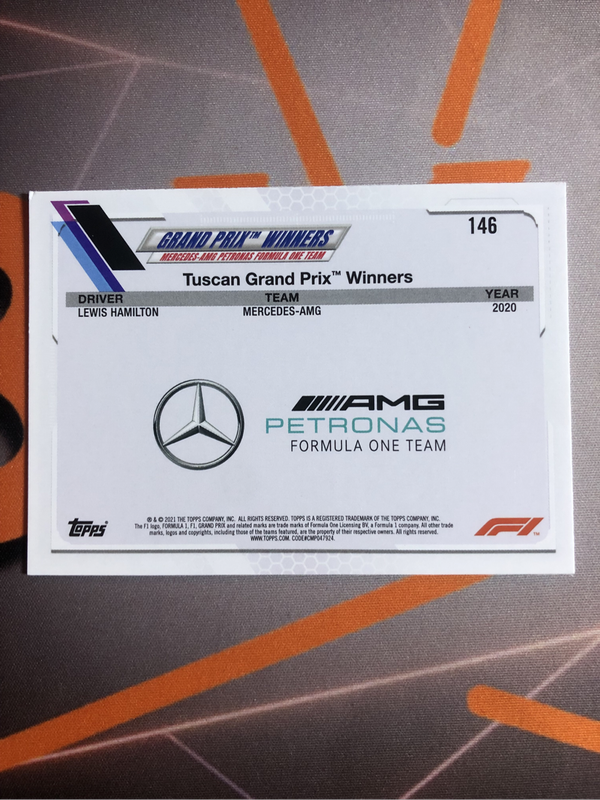 146
GRAND PRIX™ WINNERS
MERCEDES-AMG PETRONAS FORMULA ONE TEAM
Tuscan Grand Prix™ Winners
DRIVER TEAM YEAR
LEWIS HAMILTON MERCEDES-AMG 2020
AMG
PETRONAS
FORMULA ONE TEAM
® & © 2021 THE TOPPS COMPANY, INC. ALL RIGHTS RESERVED. TOPPS IS A REGISTERED TRADEMARK OF THE TOPPS COMPANY, INC.
The F1 logo, FORMULA 1, F1, GRAND PRIX and related marks are trade marks of Formula One Licensing BV, a Formula 1 company. All other trade
marks, logos and copyrights, including those of the teams featured, are the property of their respective owners. All rights reserved.
WWW.TOPPS.COM. CODE#CMP047924.
Topps
F1™